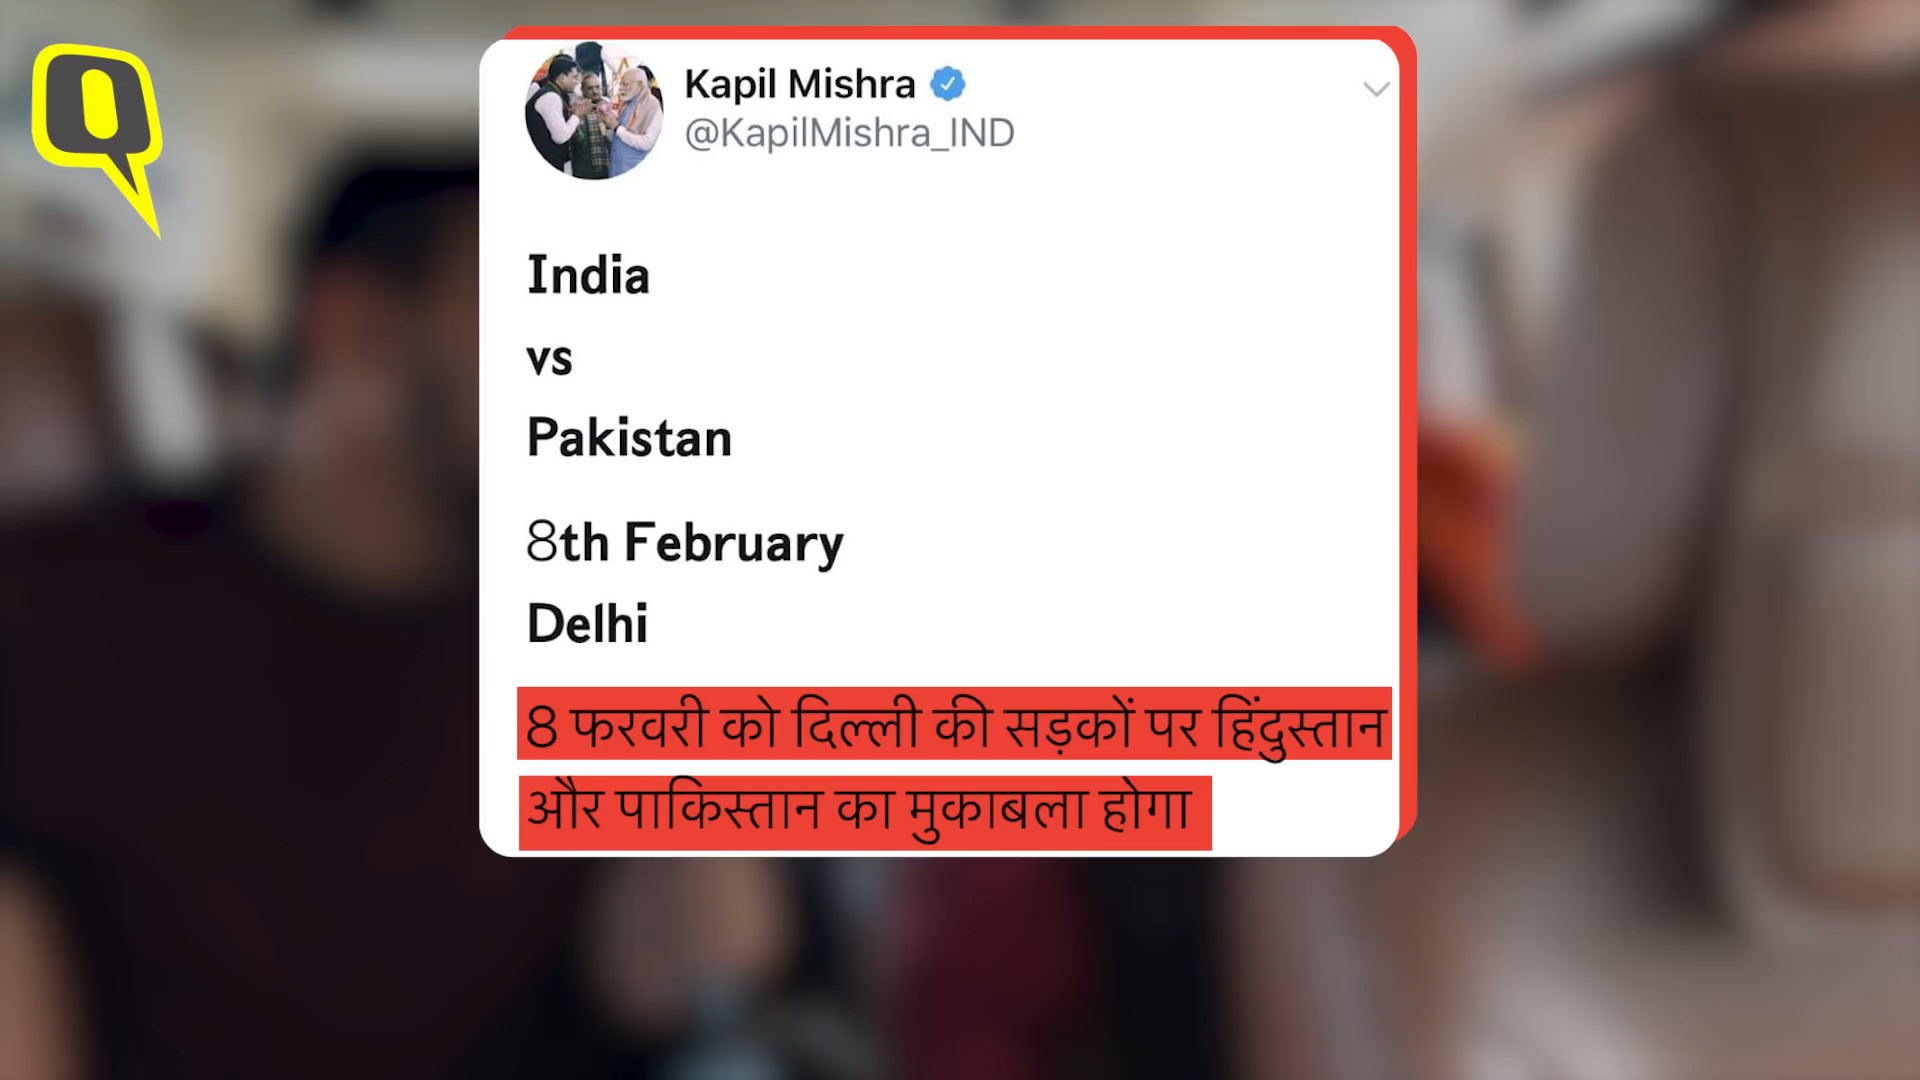 Q
Kapil Mishra
@KapilMishra_IND
India
vs
Pakistan
8th February
Delhi
8 फरवरी को दिल्ली की सड़कों पर हिंदुस्तान
और पाकिस्तान का मुकाबला होगा